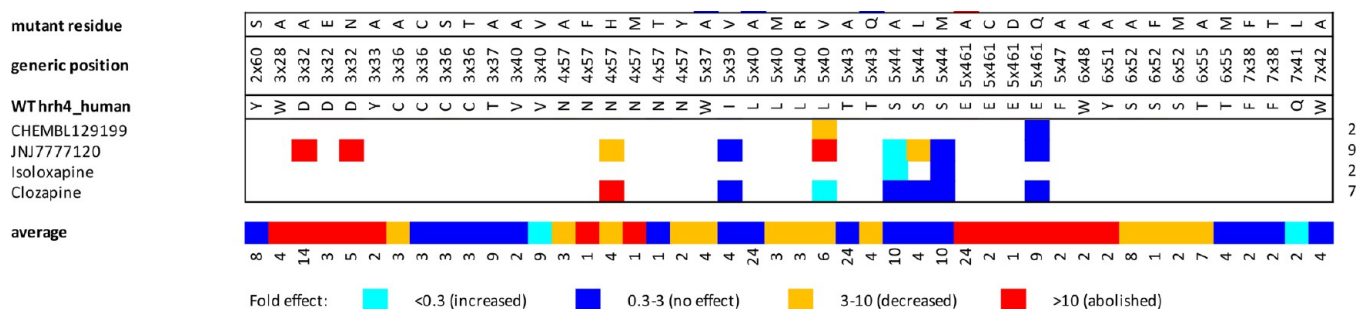 mutant residue S A A E N A A C S T A A V A F H M T Y A V A M R V A Q A L M A C D Q A A A A F M A M F T L A
generic position 2x60 3x28 3x32 3x32 3x32 3x33 3x36 3x36 3x36 3x36 3x37 3x40 3x40 4x57 4x57 4x57 4x57 4x57 4x57 5x37 5x39 5x40 5x40 5x40 5x40 5x43 5x43 5x44 5x44 5x44 5x461 5x461 5x461 5x461 5x47 6x48 6x51 6x52 6x52 6x52 6x55 6x55 7x38 7x38 7x41 7x42
WT hrh4_human Y W D D D Y C C C C T V V N N N N N N W I L L L L T T S S S E E E E F W Y S S S T T F F Q W
CHEMBL129199 2
JNJ7777120 9
Isoloxapine 2
Clozapine 7
average
8 4 14 3 5 2 3 3 3 3 9 2 9 3 1 4 1 1 2 4 4 24 3 3 6 24 4 10 4 10 24 2 1 9 2 2 2 8 1 2 7 4 2 2 2 4
Fold effect: <0.3 (increased) 0.3-3 (no effect) 3-10 (decreased) >10 (abolished)